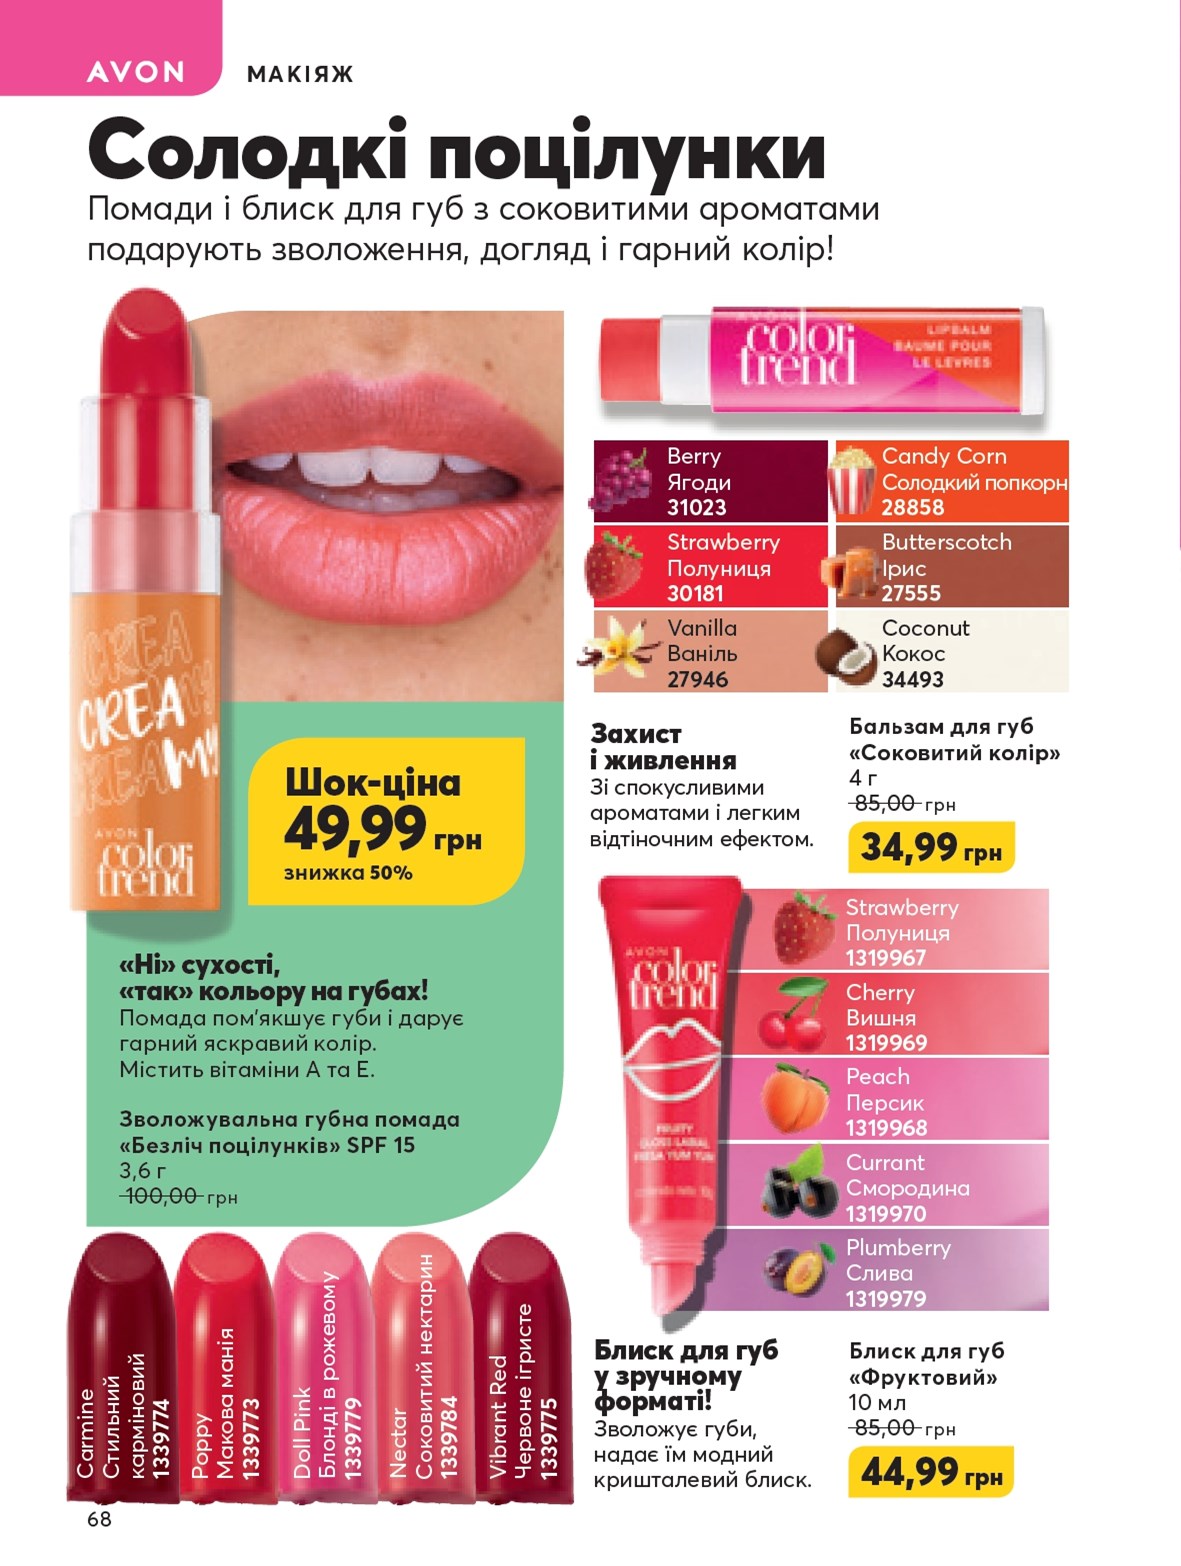 AVON
МАКІЯЖ
Солодкі поцілунки
Помади і блиск для губ з соковитими ароматами
подарують зволоження, догляд і гарний колір!
CREA
CREAMY
AVON
color
trend
Шок-ціна
49,99 грн
знижка 50%
«Ні» сухості,
«так» кольору на губах!
Помада пом’якшує губи і дарує
гарний яскравий колір.
Містить вітаміни А та Е.
Зволожувальна губна помада
«Безліч поцілунків» SPF 15
3,6 г
100,00 грн
Carmine
Стильний
карміновий
1339774
Poppy
Макова манія
1339773
Doll Pink
Блонді в рожевому
1339779
Nectar
Соковитий нектарин
1339784
Vibrant Red
Червоне ігристе
1339775
AVON
color
trend
LIPBALM
BAUME POUR
LE LEVRES
Berry
Ягоди
31023
Candy Corn
Солодкий попкорн
28858
Strawberry
Полуниця
30181
Butterscotch
Ірис
27555
Vanilla
Ваніль
27946
Coconut
Кокос
34493
Захист
і живлення
Зі спокусливими
ароматами і легким
відтіночним ефектом.
Бальзам для губ
«Соковитий колір»
4 г
85,00 грн
34,99 грн
AVON
color
trend
FRUITY
Strawberry
Полуниця
1319967
Cherry
Вишня
1319969
Peach
Персик
1319968
Currant
Смородина
1319970
Plumberry
Слива
1319979
Блиск для губ
у зручному
форматі!
Зволожує губи,
надає їм модний
кришталевий блиск.
Блиск для губ
«Фруктовий»
10 мл
85,00 грн
44,99 грн
68